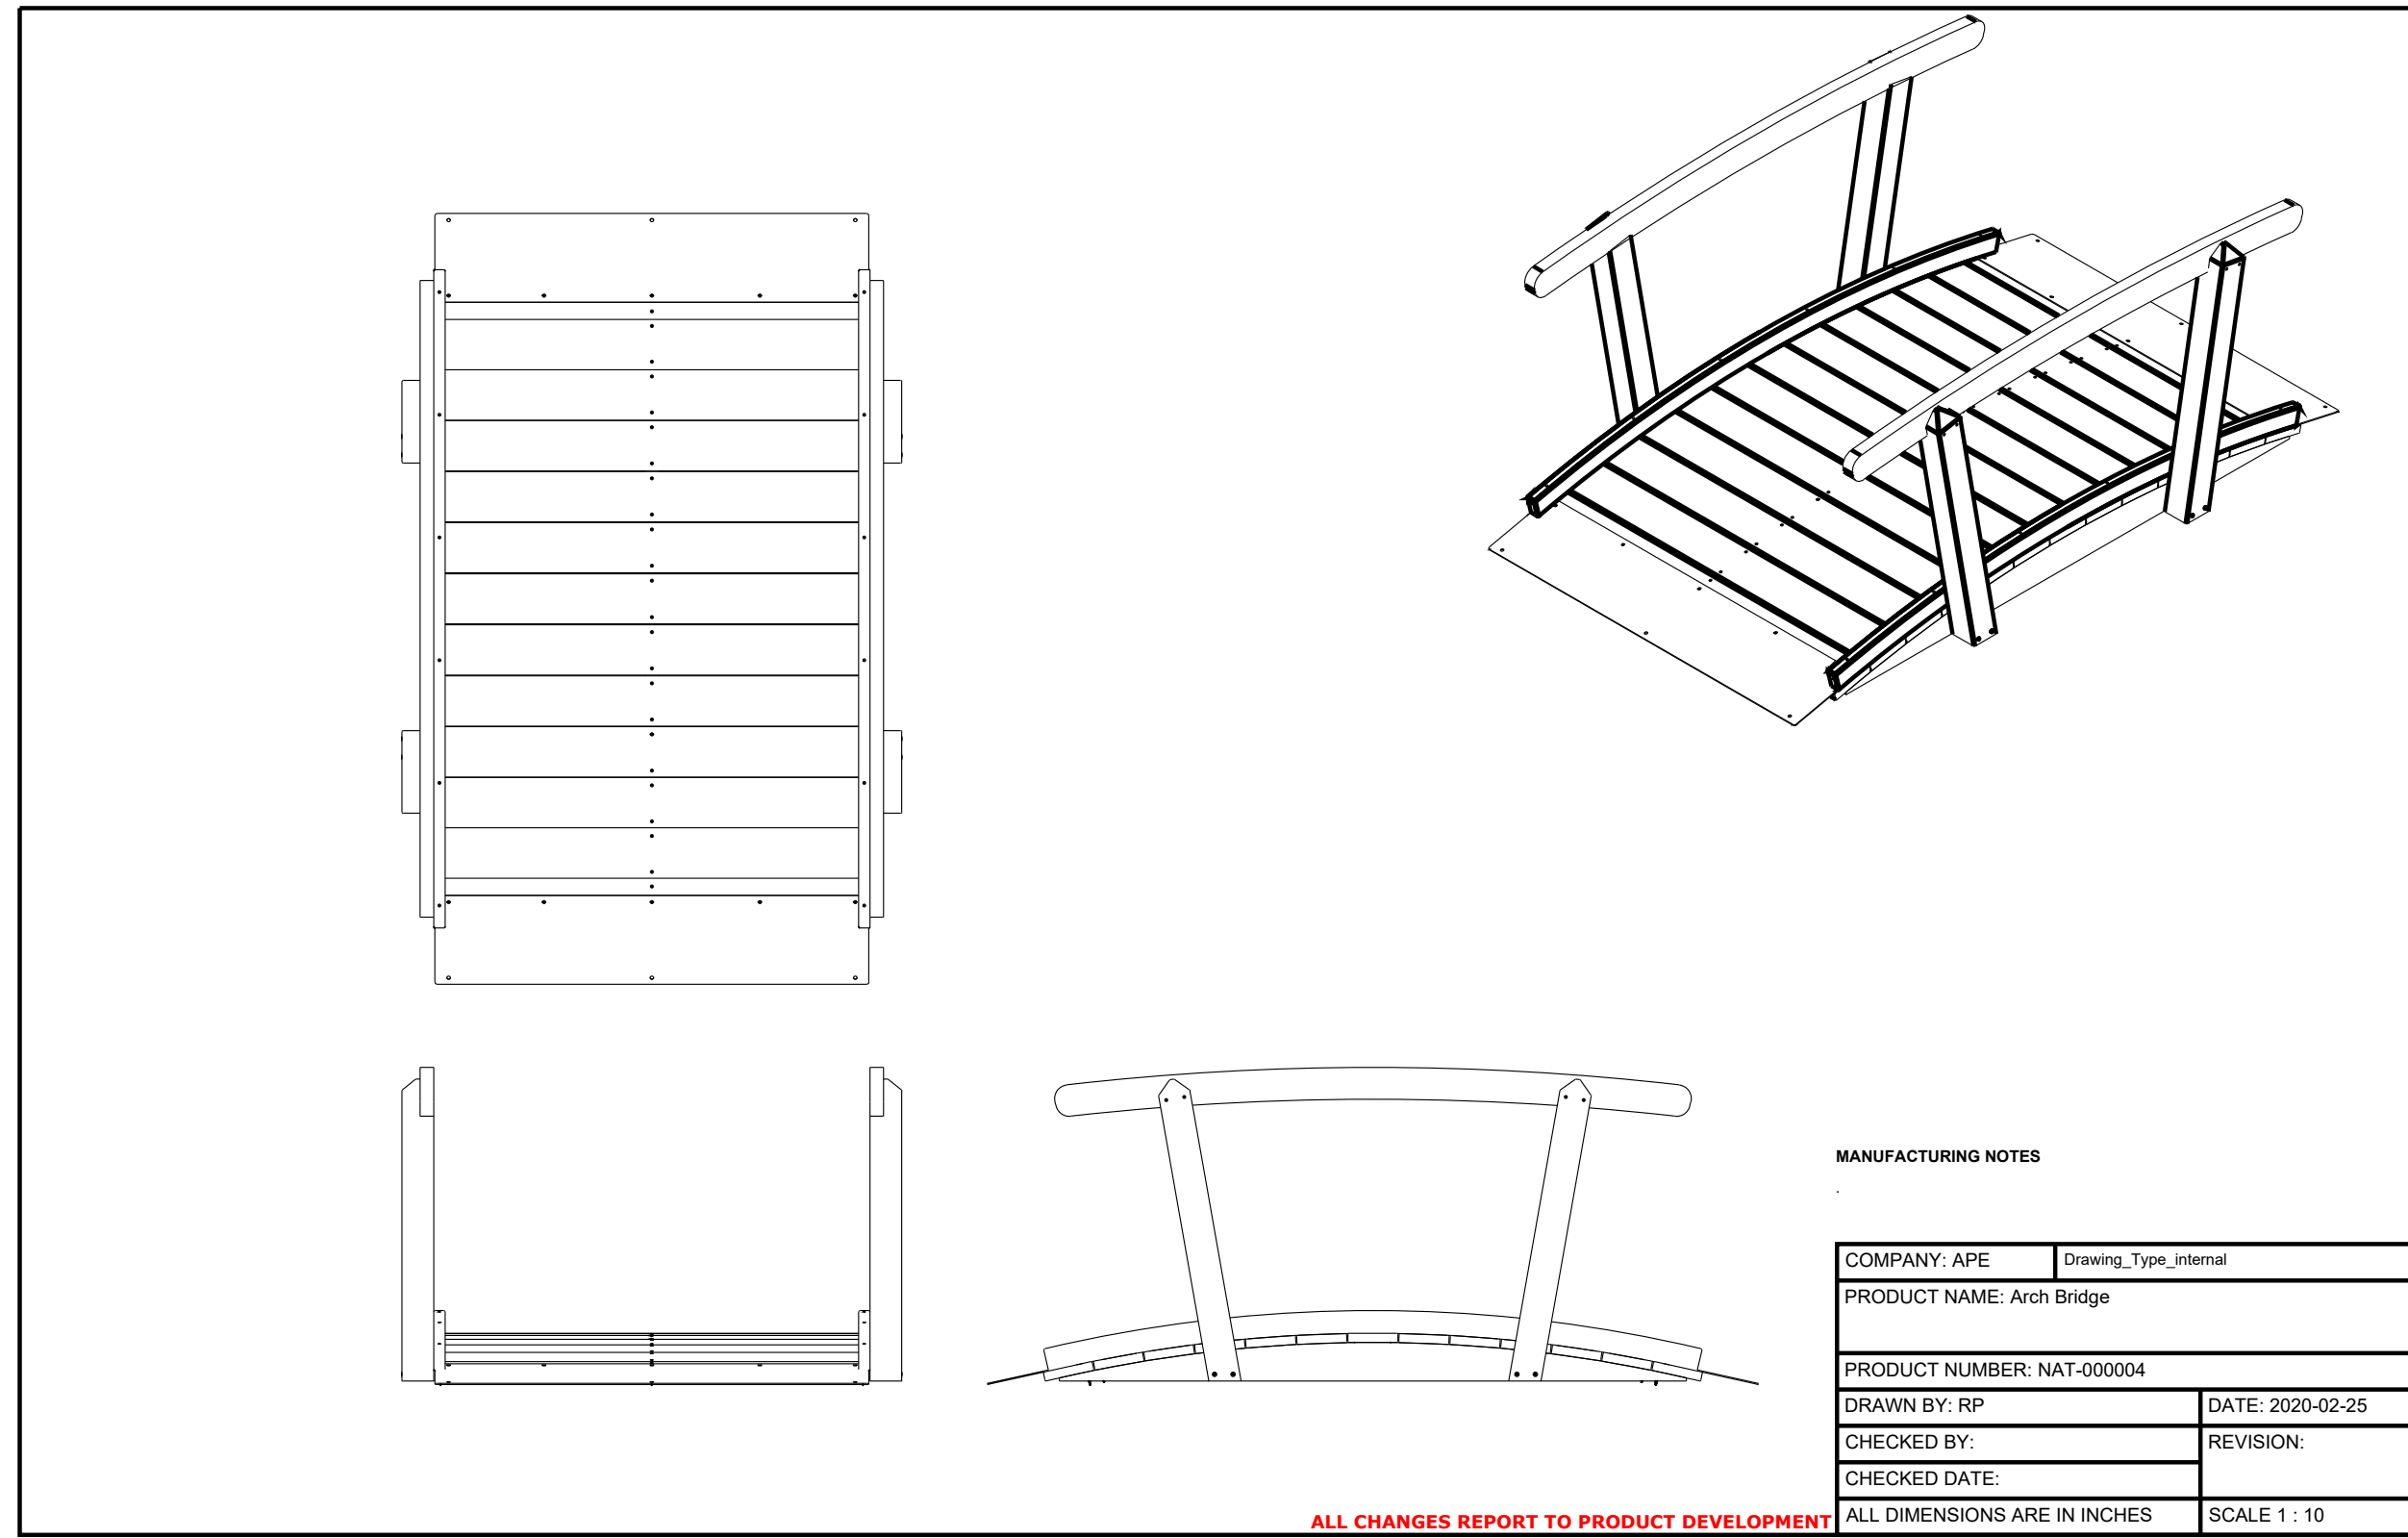 MANUFACTURING NOTES
.
COMPANY: APE
Drawing_Type_internal
PRODUCT NAME: Arch Bridge
PRODUCT NUMBER: NAT-000004
DRAWN BY: RP
DATE: 2020-02-25
CHECKED BY:
REVISION:
CHECKED DATE:
ALL DIMENSIONS ARE IN INCHES
SCALE 1 : 10
ALL CHANGES REPORT TO PRODUCT DEVELOPMENT